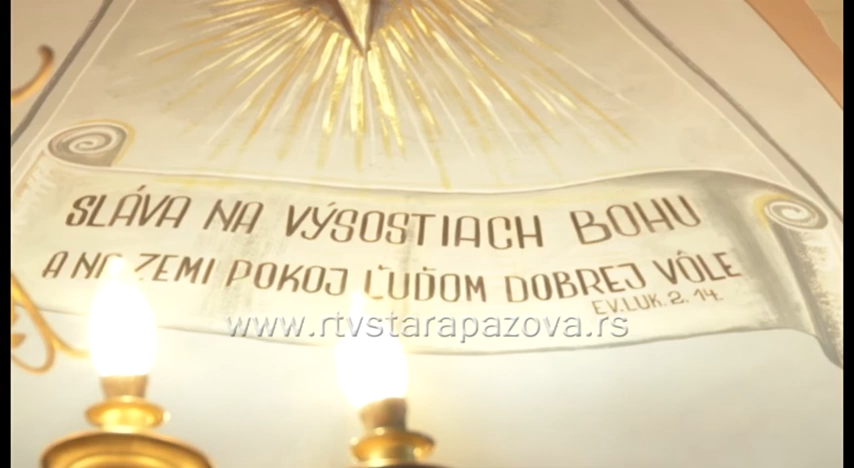 SLÁVA NA VÝSOSTIACH BOHU
A NA ZEMI POKOJ ĽUĎOM DOBREJ VÔLE
EV. LUK. 2. 14.
www.rtvstarapazova.rs